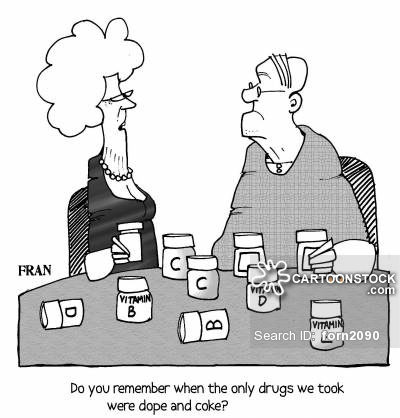 FRAN
C
C
VITAMIN
B
D
B
VITA
D
VITAMIN
CARTOONSTOCK
.com
Search ID: forn2090
Do you remember when the only drugs we took
were dope and coke?